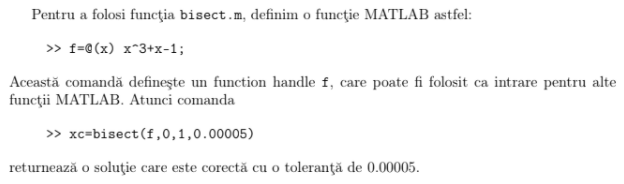 Pentru a folosi funcţia bisect.m, definim o funcţie MATLAB astfel:
>> f=@(x) x^3+x-1;
Această comandă defineşte un function handle f, care poate fi folosit ca intrare pentru alte
funcţii MATLAB. Atunci comanda
>> xc=bisect(f,0,1,0.00005)
returnează o soluţie care este corectă cu o toleranţă de 0.00005.